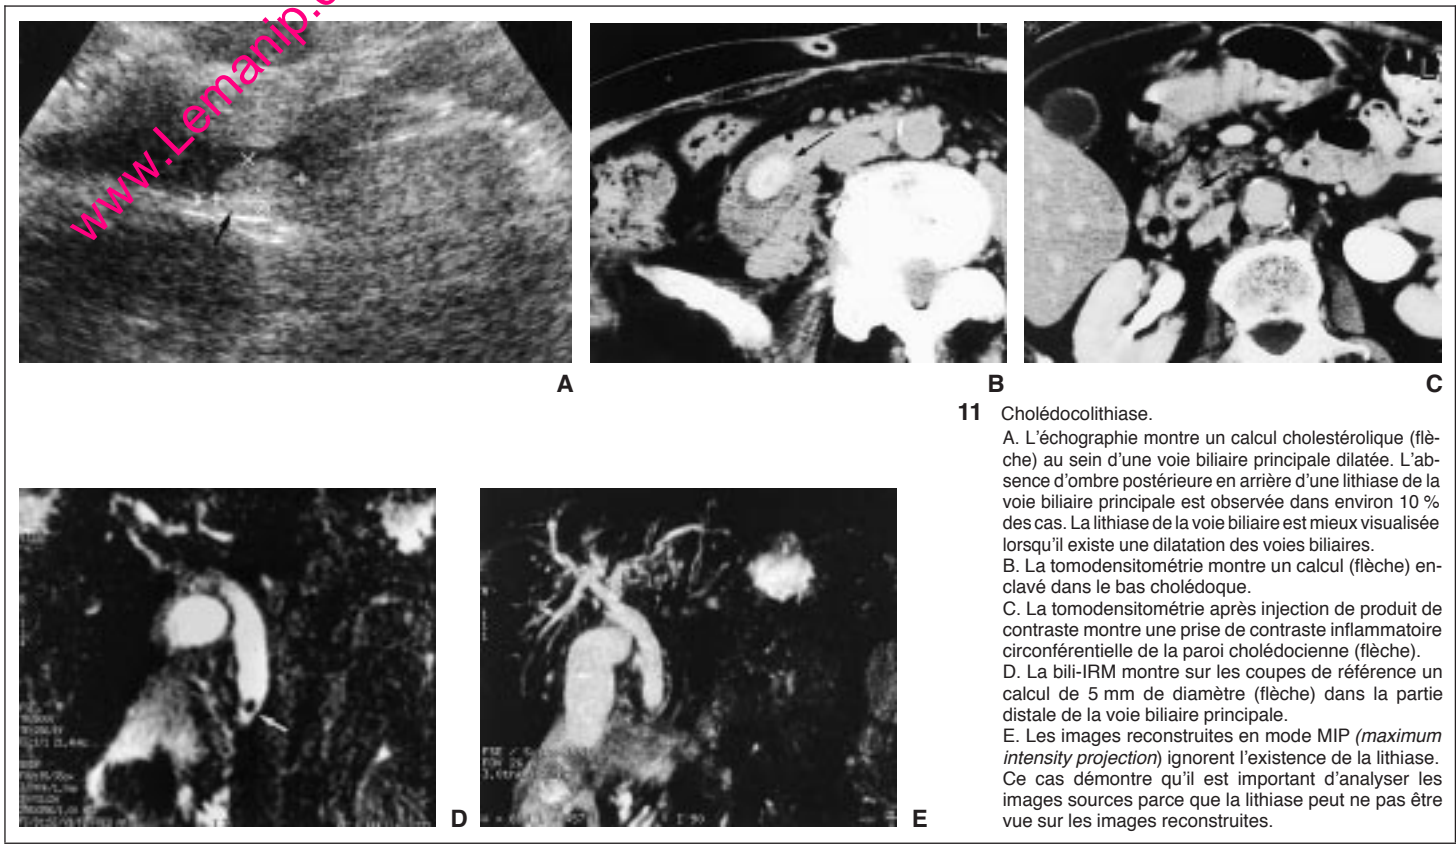 www.Lemanip.c
A
B
C
11 Cholédocolithiase.
A. L'échographie montre un calcul cholestérolique (flè-
che) au sein d'une voie biliaire principale dilatée. L'ab-
sence d'ombre postérieure en arrière d'une lithiase de la
voie biliaire principale est observée dans environ 10 %
des cas. La lithiase de la voie biliaire est mieux visualisée
lorsqu'il existe une dilatation des voies biliaires.
B. La tomodensitométrie montre un calcul (flèche) en-
clavé dans le bas cholédoque.
C. La tomodensitométrie après injection de produit de
contraste montre une prise de contraste inflammatoire
circonférentielle de la paroi cholédocienne (flèche).
D. La bili-IRM montre sur les coupes de référence un
calcul de 5 mm de diamètre (flèche) dans la partie
distale de la voie biliaire principale.
E. Les images reconstruites en mode MIP (maximum
intensity projection) ignorent l'existence de la lithiase.
Ce cas démontre qu'il est important d'analyser les
images sources parce que la lithiase peut ne pas être
vue sur les images reconstruites.
D
E